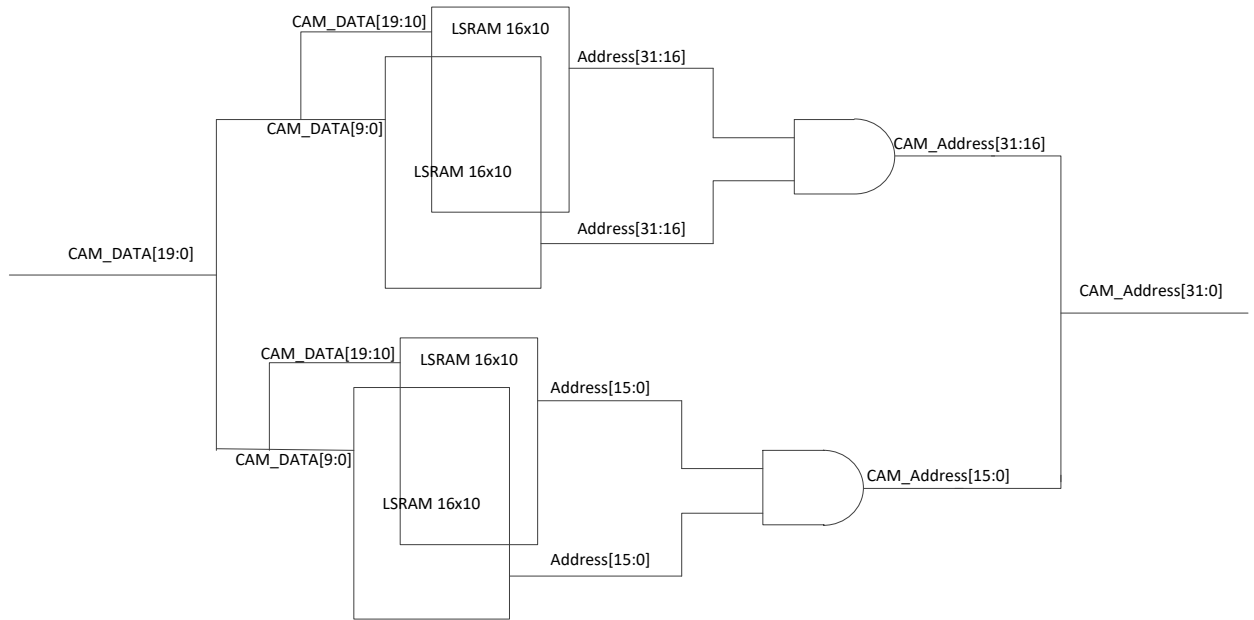 CAM_DATA[19:10]
LSRAM 16x10
Address[31:16]
CAM_DATA[9:0]
CAM_Address[31:16]
LSRAM 16x10
Address[31:16]
CAM_DATA[19:0]
CAM_Address[31:0]
CAM_DATA[19:10]
LSRAM 16x10
Address[15:0]
CAM_DATA[9:0]
CAM_Address[15:0]
LSRAM 16x10
Address[15:0]